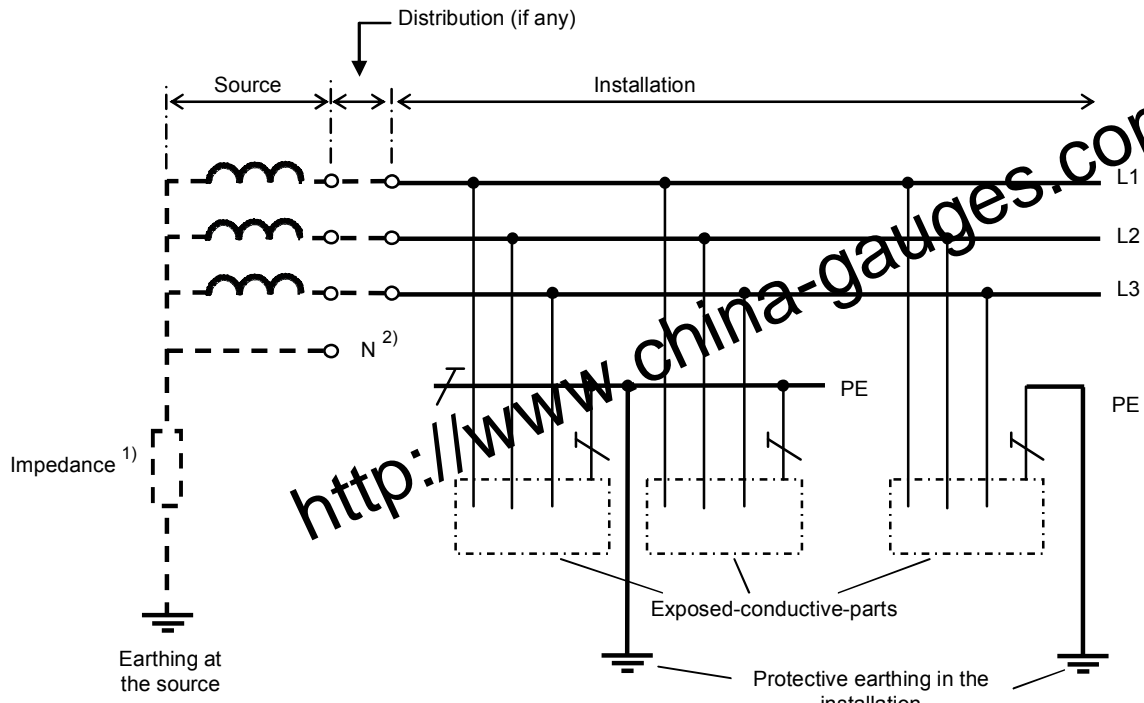 Distribution (if any)
Source
Installation
L1
L2
L3
N 2)
PE
PE
Impedance 1)
http://www.china-gauges.com
Exposed-conductive-parts
Earthing at
the source
Protective earthing in the
installation